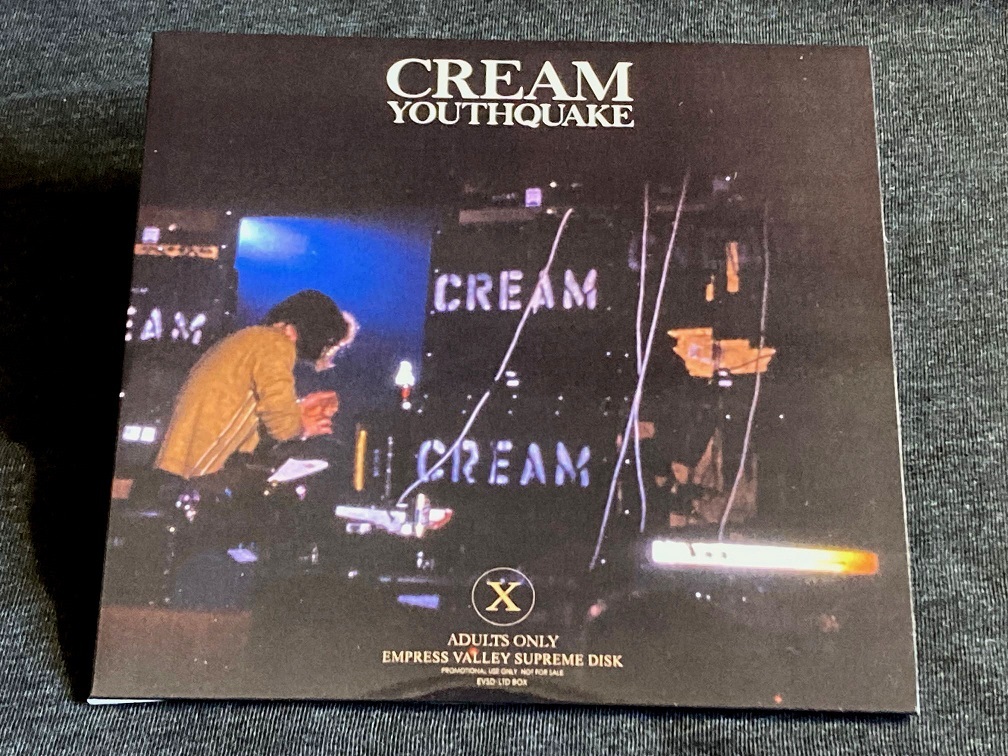 CREAM
YOUTHQUAKE
CREAM
EAM
CREAM
X
ADULTS ONLY
EMPRESS VALLEY SUPREME DISK
PROMOTIONAL USE ONLY. NOT FOR SALE
EVSD LTD BOX